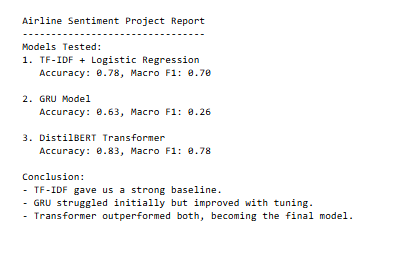 Airline Sentiment Project Report
--------------------------------
Models Tested:
1. TF-IDF + Logistic Regression
   Accuracy: 0.78, Macro F1: 0.70

2. GRU Model
   Accuracy: 0.63, Macro F1: 0.26

3. DistilBERT Transformer
   Accuracy: 0.83, Macro F1: 0.78

Conclusion:
- TF-IDF gave us a strong baseline.
- GRU struggled initially but improved with tuning.
- Transformer outperformed both, becoming the final model.